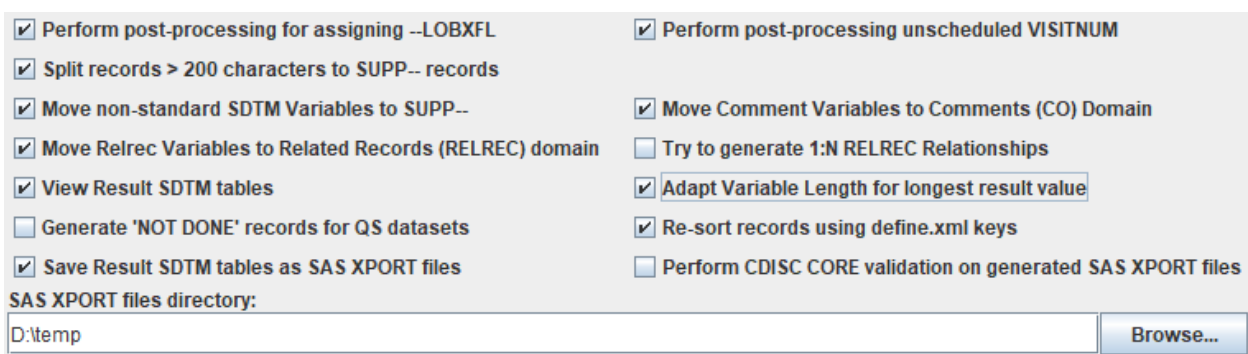 Perform post-processing for assigning --LOBXFL
Perform post-processing unscheduled VISITNUM
Split records > 200 characters to SUPP-- records
Move non-standard SDTM Variables to SUPP--
Move Comment Variables to Comments (CO) Domain
Move Relrec Variables to Related Records (RELREC) domain
Try to generate 1:N RELREC Relationships
View Result SDTM tables
Adapt Variable Length for longest result value
Generate 'NOT DONE' records for QS datasets
Re-sort records using define.xml keys
Save Result SDTM tables as SAS XPORT files
Perform CDISC CORE validation on generated SAS XPORT files
SAS XPORT files directory:
D:\temp
Browse...